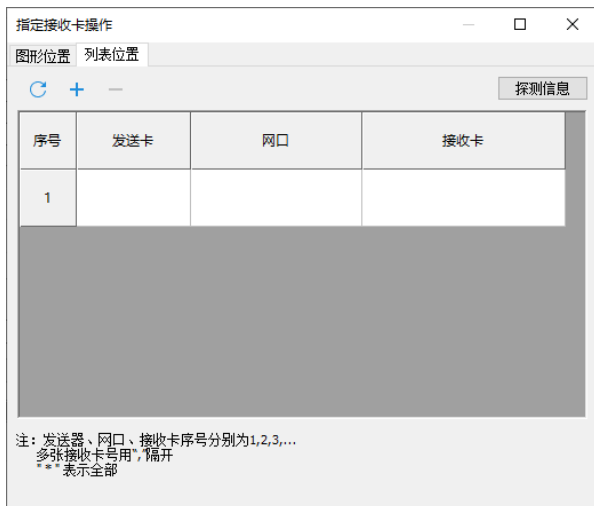 指定接收卡操作
图形位置 列表位置
探测信息
序号 发送卡 网口 接收卡
1
注：发送器、网口、接收卡序号分别为1,2,3,...
多张接收卡号用","隔开
"*"表示全部